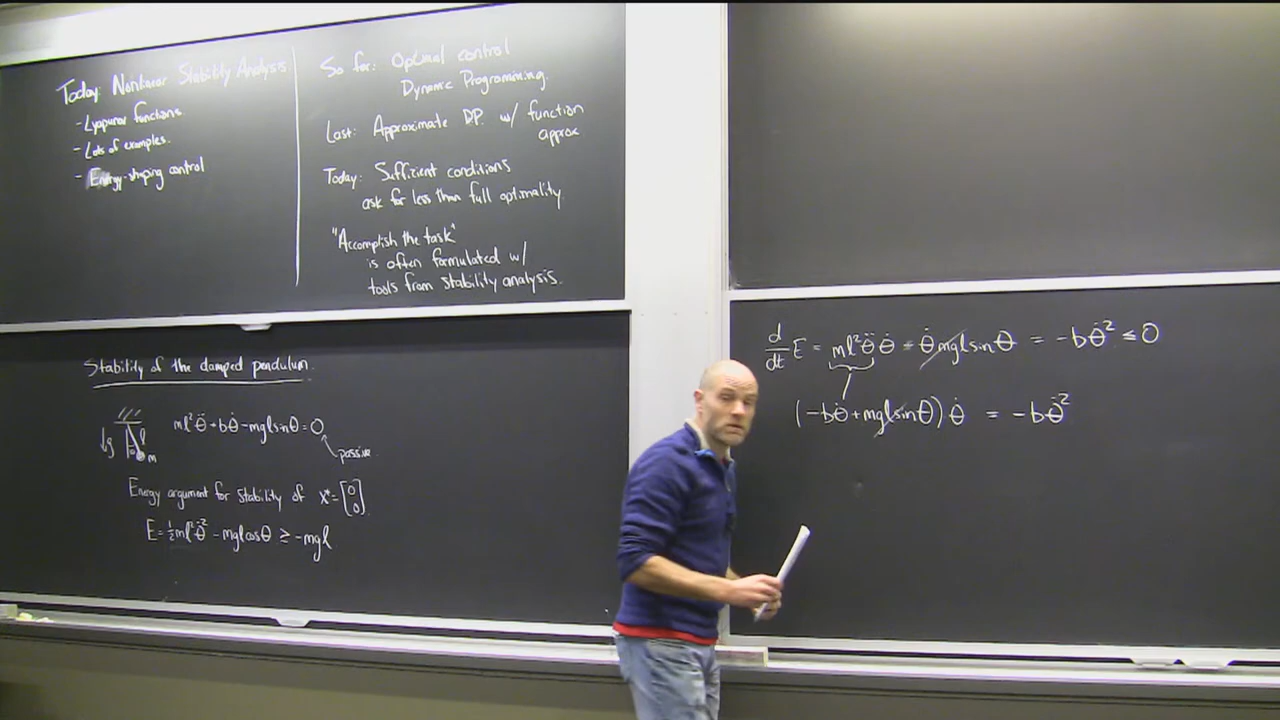 Today: Nonlinear Stability Analysis
- Lyapunov functions
- Lots of examples.
- Energy-shaping control
So far: Optimal control
Dynamic Programming.
Last: Approximate D.P. w/ function
approx
Today: Sufficient conditions
ask for less than full optimality.
"Accomplish the task"
is often formulated w/
tools from stability analysis.
Stability of the damped pendulum.
g l θ m
ml²θ̈ + bθ̇ - mglsinθ = 0
passive
Energy argument for stability of x* = [0 0]
E = ½ml²θ̇² - mglcosθ ≥ -mgl
d/dt E = ml²θ̈θ̇ - θ̇mglsinθ = -bθ̇² ≤ 0
(-bθ̇ + mglsinθ)θ̇ = -bθ̇²